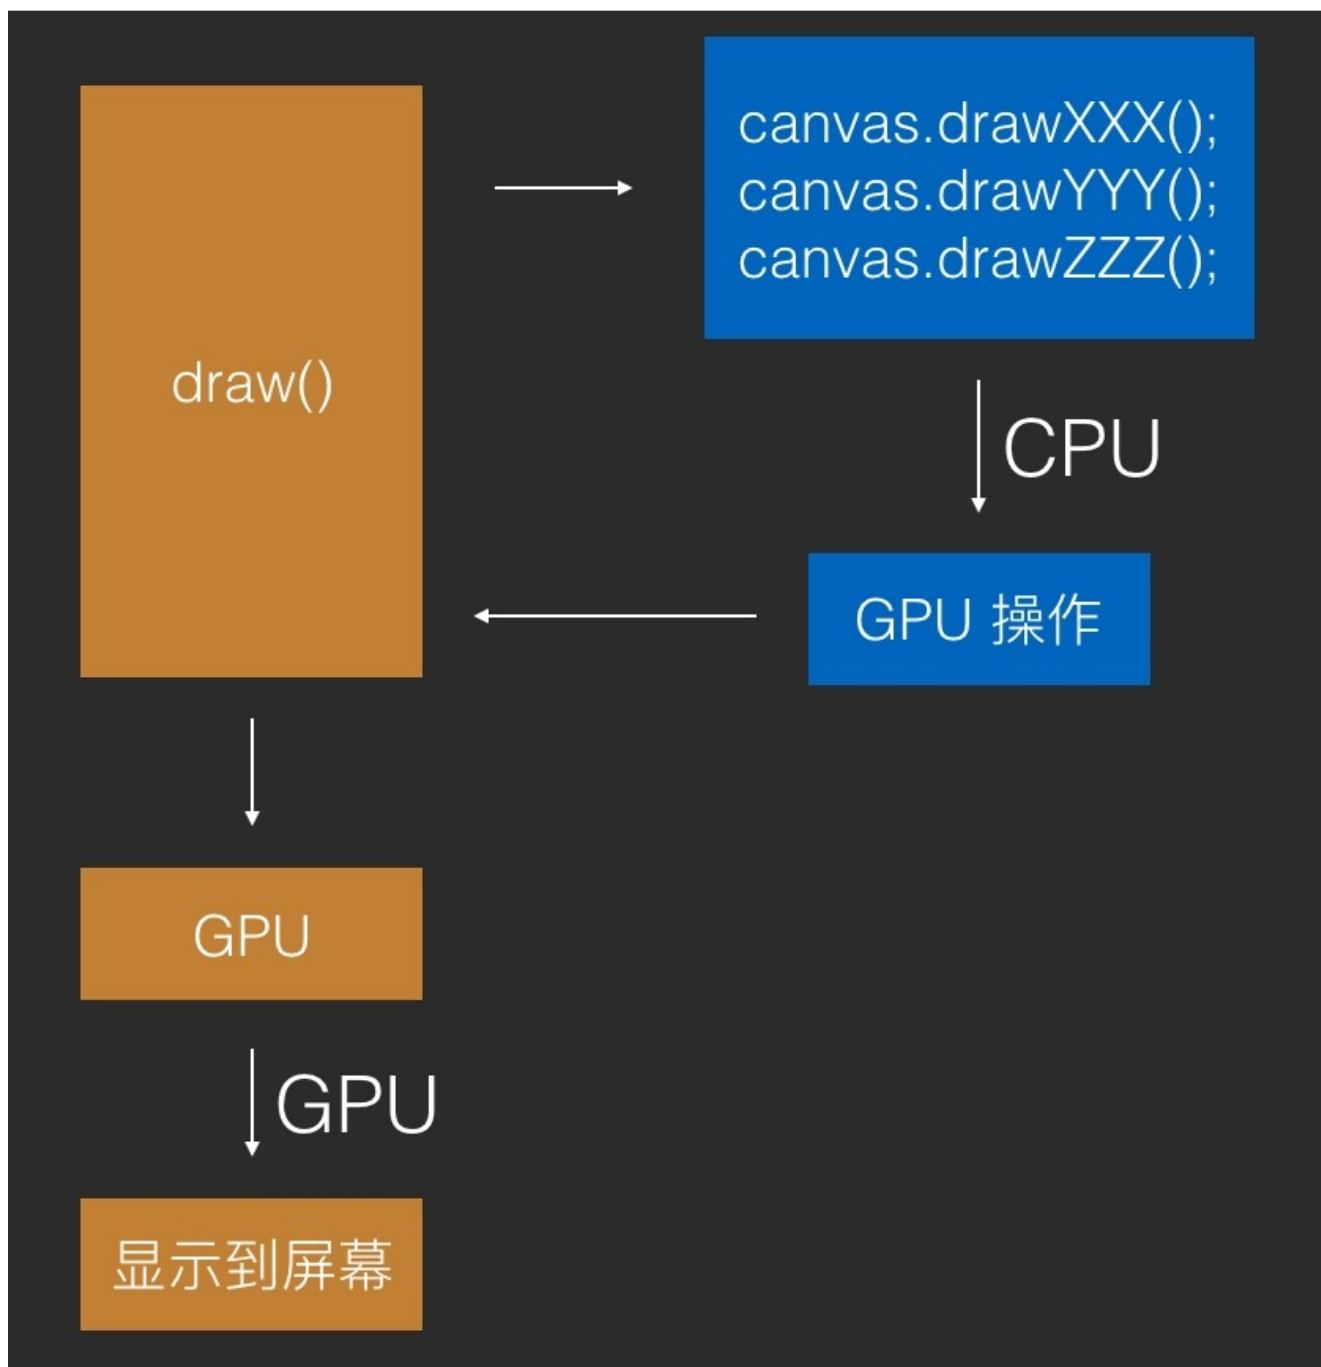 draw()
canvas.drawXXX();
canvas.drawYYY();
canvas.drawZZZ();
CPU
GPU 操作
GPU
GPU
显示到屏幕